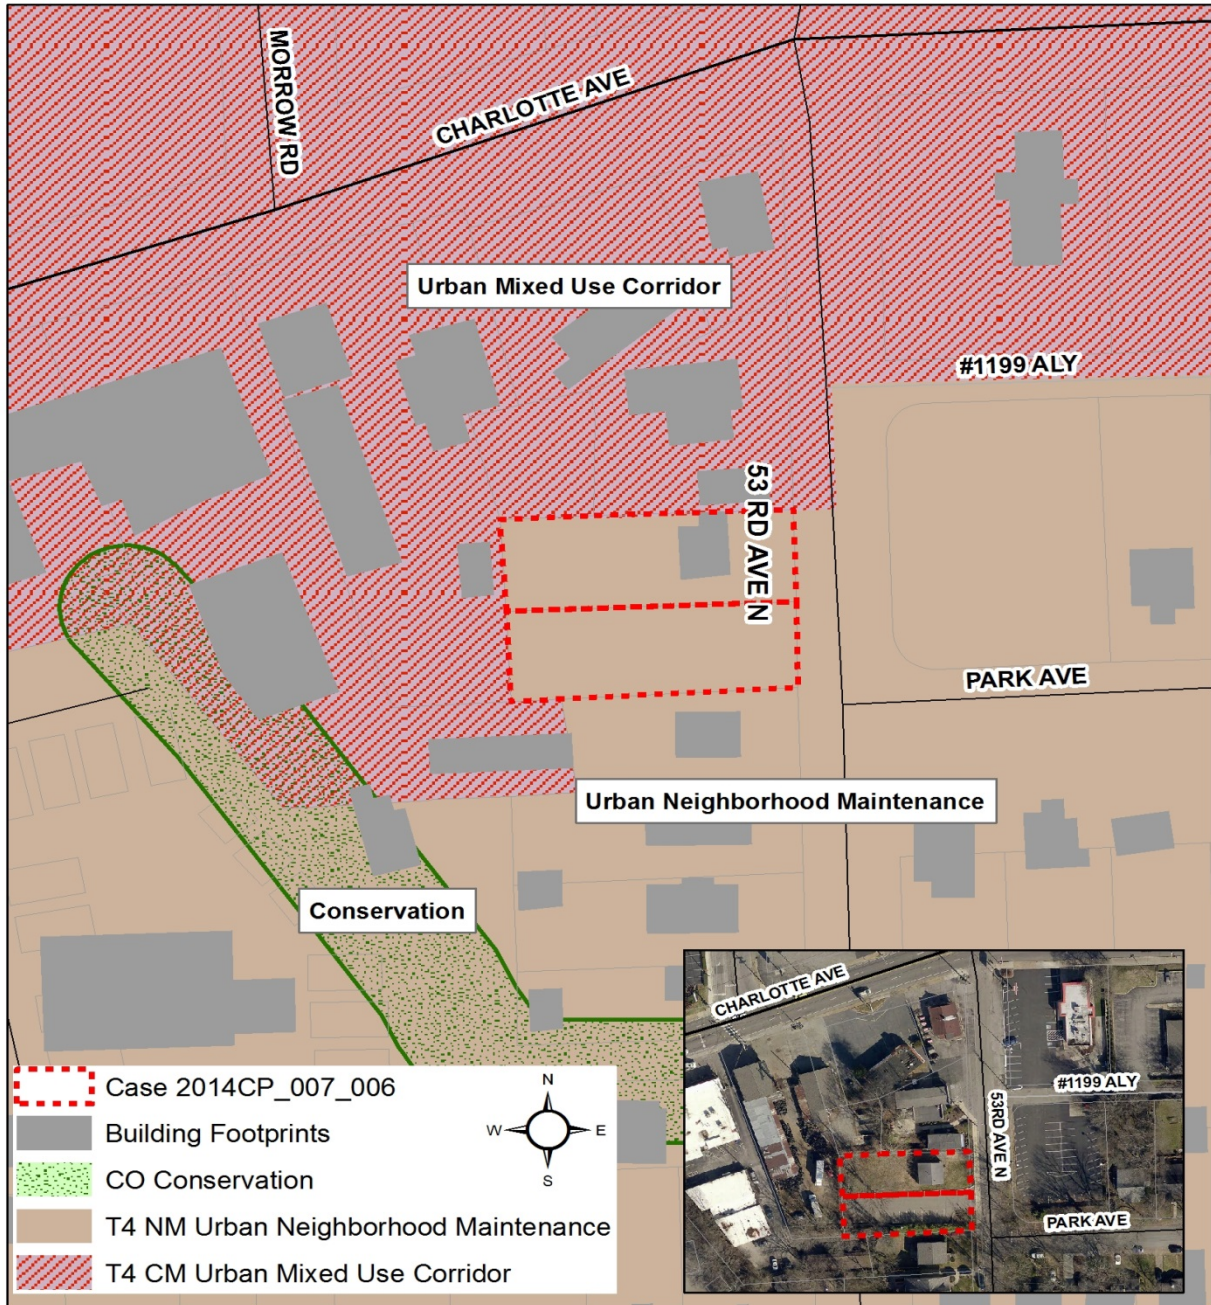 MORROW RD
CHARLOTTE AVE
Urban Mixed Use Corridor
#1199 ALY
53 RD AVE N
PARK AVE
Urban Neighborhood Maintenance
Conservation
Case 2014CP_007_006
Building Footprints
CO Conservation
T4 NM Urban Neighborhood Maintenance
T4 CM Urban Mixed Use Corridor
N
W E
S
CHARLOTTE AVE
#1199 ALY
53RD AVE N
PARK AVE